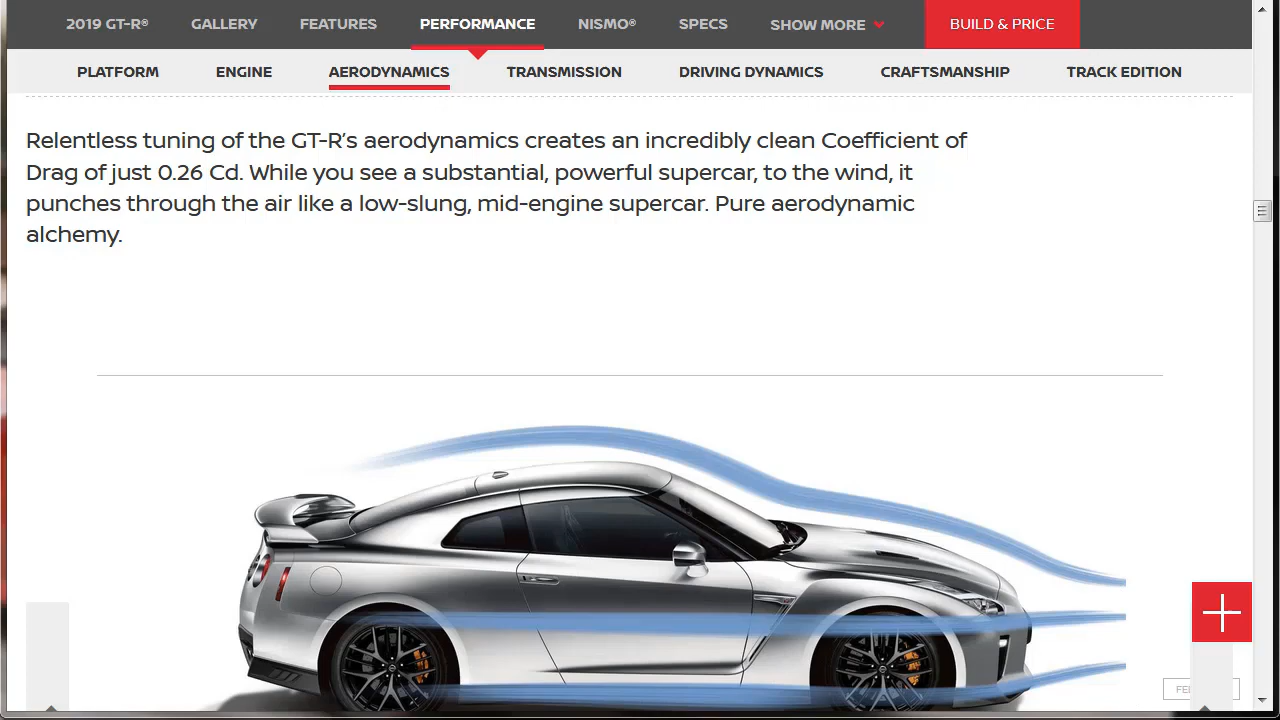 2019 GT-R® GALLERY FEATURES PERFORMANCE NISMO® SPECS SHOW MORE BUILD & PRICE
PLATFORM ENGINE AERODYNAMICS TRANSMISSION DRIVING DYNAMICS CRAFTSMANSHIP TRACK EDITION
Relentless tuning of the GT-R's aerodynamics creates an incredibly clean Coefficient of
Drag of just 0.26 Cd. While you see a substantial, powerful supercar, to the wind, it
punches through the air like a low-slung, mid-engine supercar. Pure aerodynamic
alchemy.